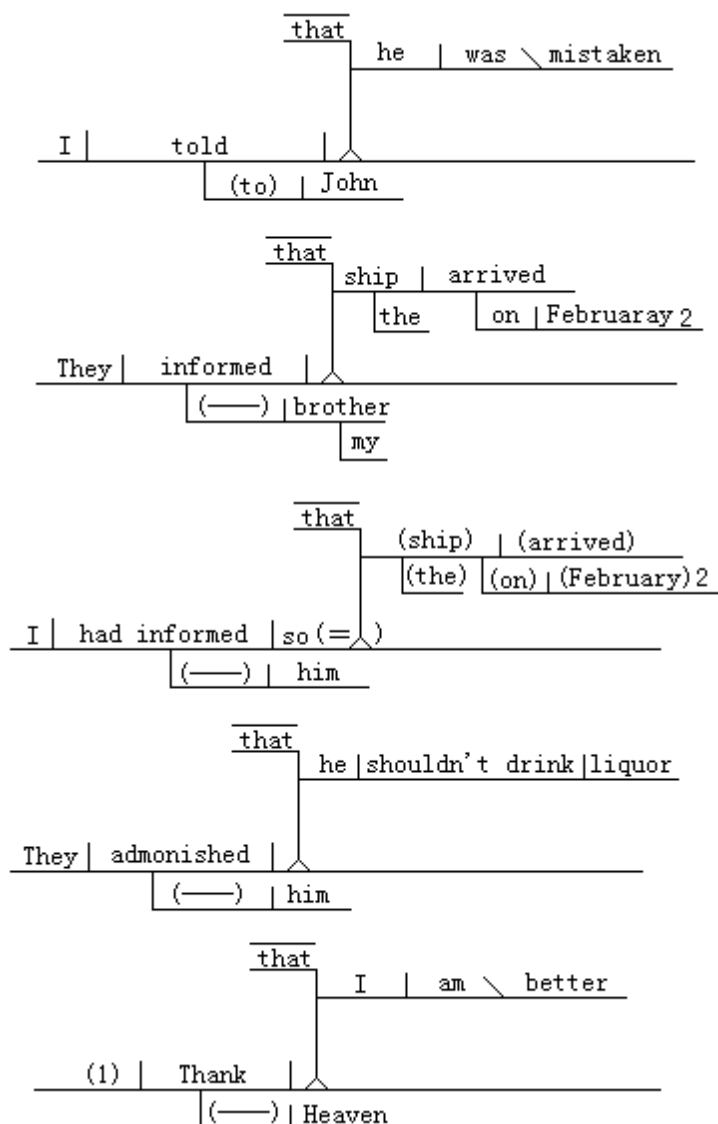 that
he was mistaken
I told
(to) John
that
ship arrived
the on Februaray 2
They informed
(——) brother
my
that
(ship) (arrived)
(the) (on) (February) 2
I had informed so (= )
(——) him
that
he shouldn't drink liquor
They admonished
(——) him
that
I am better
(1) Thank
(——) Heaven